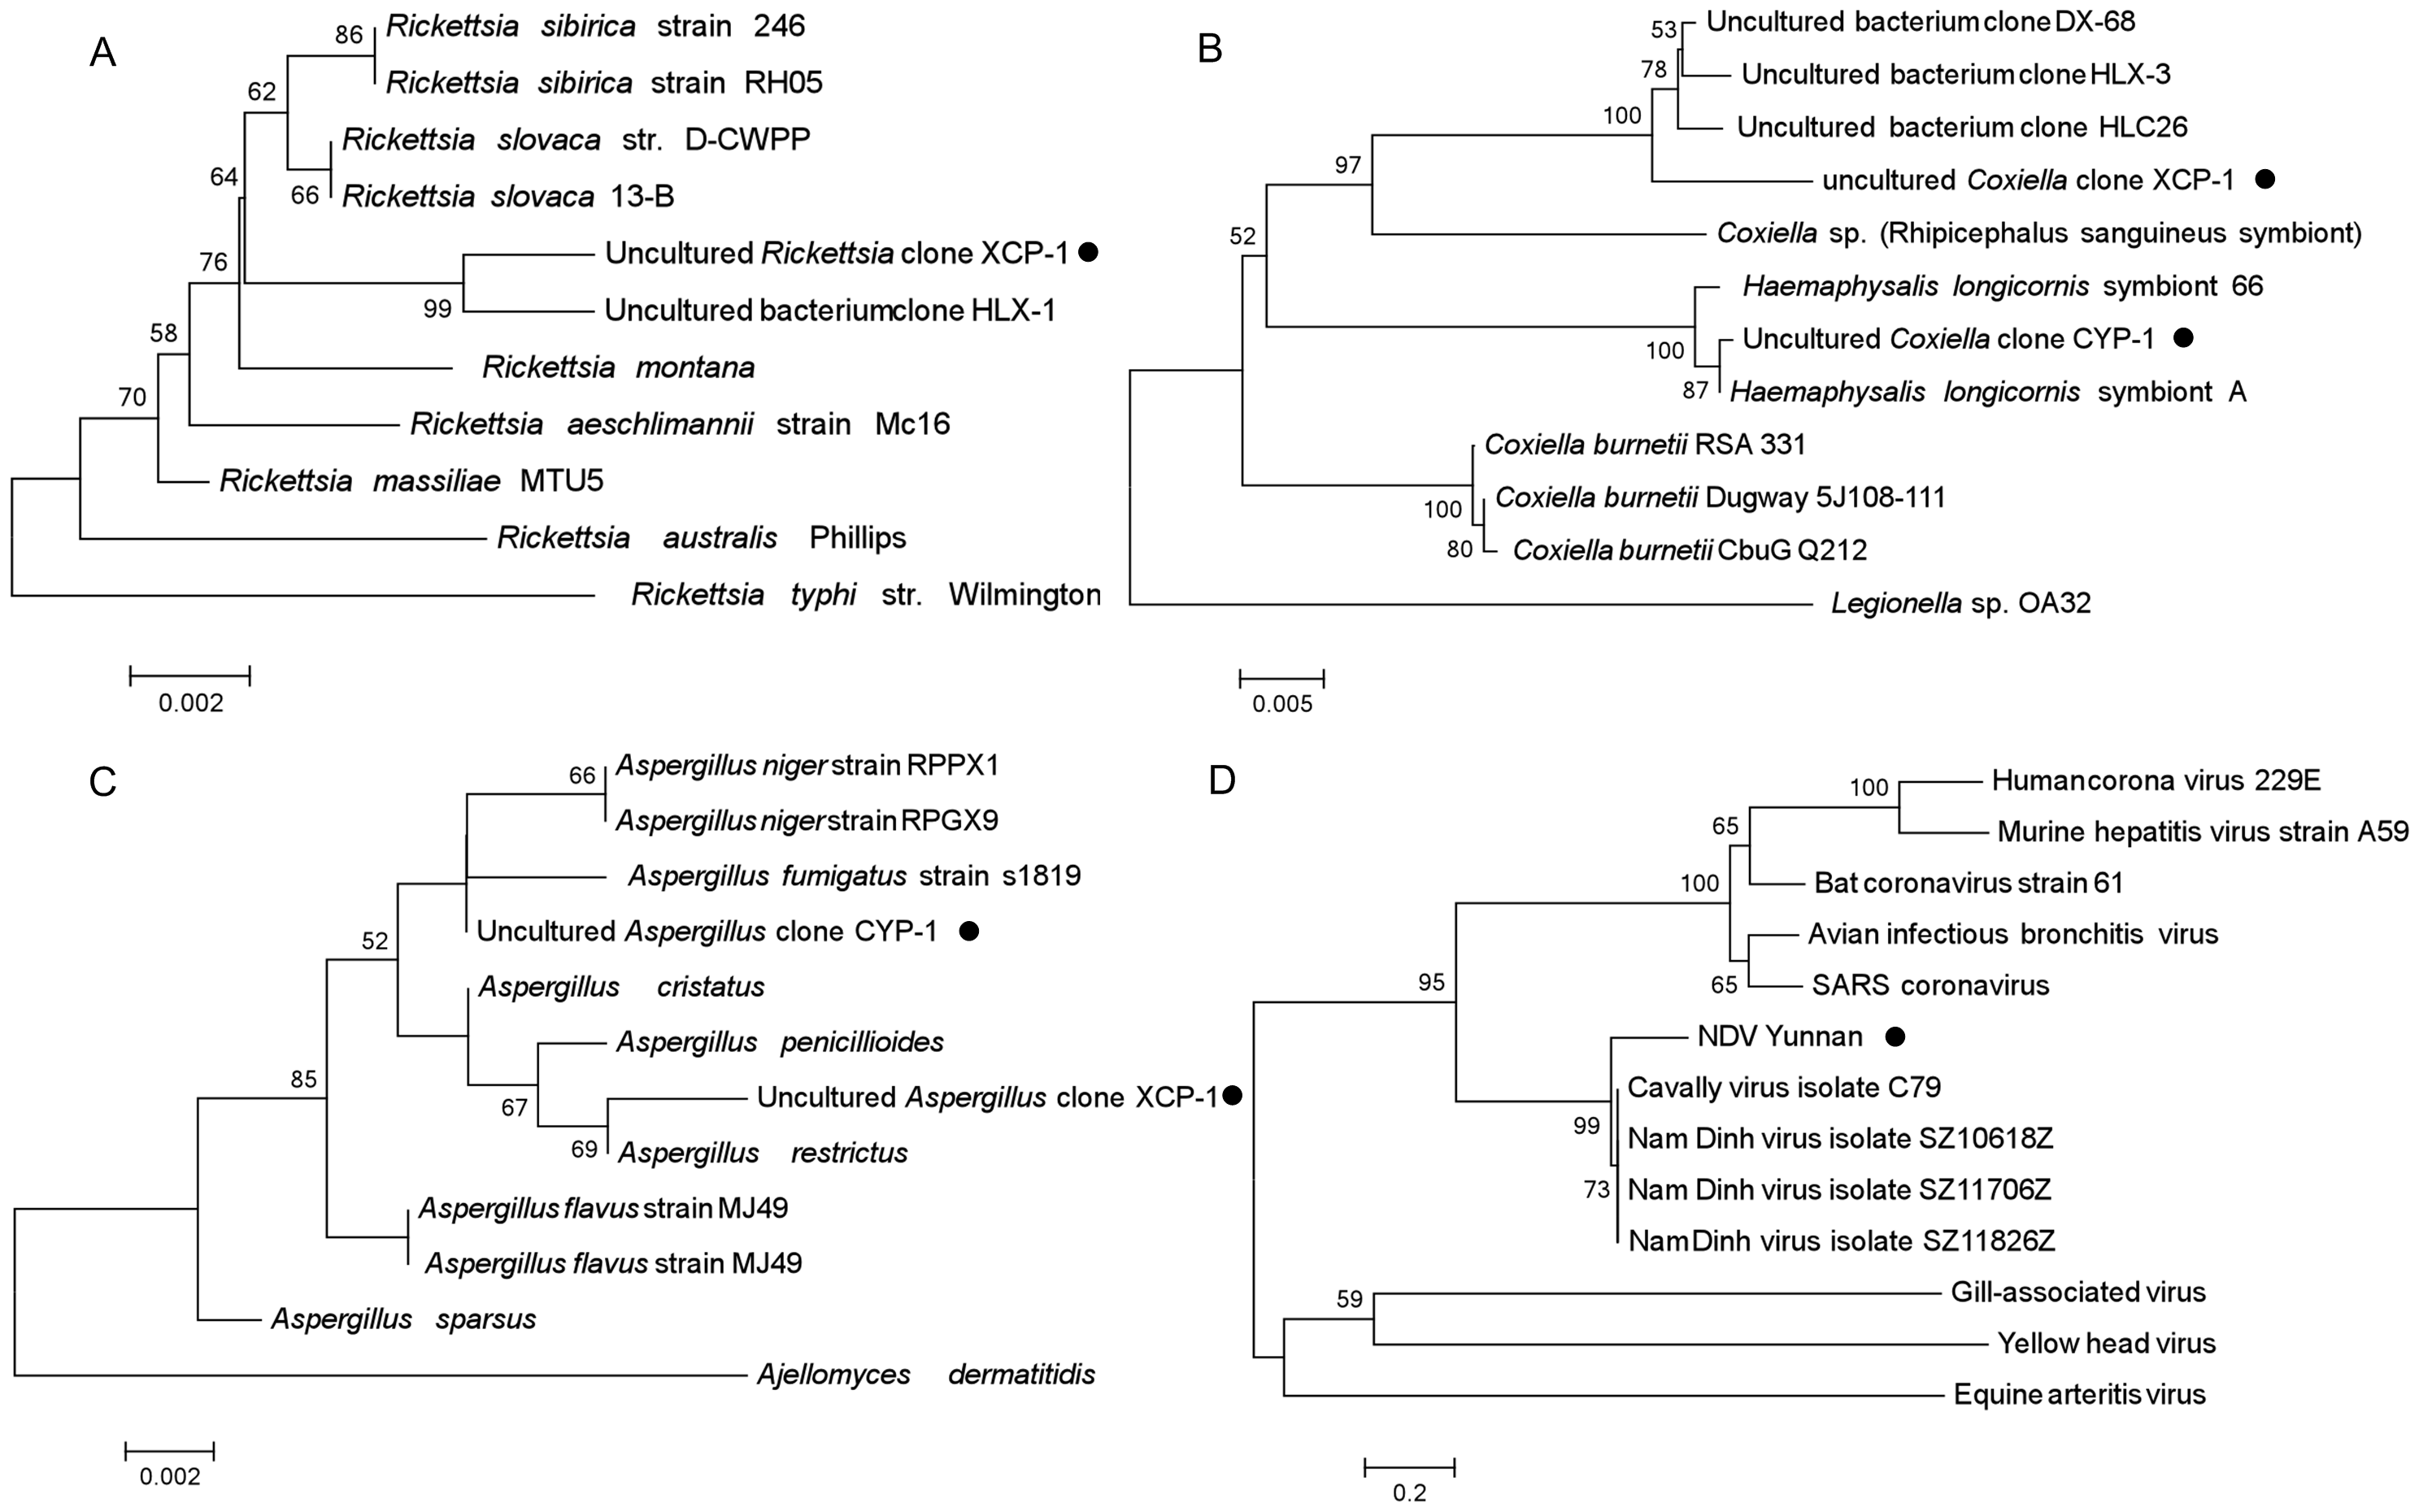 A
86
Rickettsia sibirica strain 246
Rickettsia sibirica strain RH05
62
Rickettsia slovaca str. D-CWPP
64
66
Rickettsia slovaca 13-B
76
Uncultured Rickettsia clone XCP-1
99
Uncultured bacteriumclone HLX-1
58
Rickettsia montana
70
Rickettsia aeschlimannii strain Mc16
Rickettsia massiliae MTU5
Rickettsia australis Phillips
Rickettsia typhi str. Wilmington
0.002
B
53
Uncultured bacterium clone DX-68
78
Uncultured bacterium clone HLX-3
100
Uncultured bacterium clone HLC26
97
uncultured Coxiella clone XCP-1
52
Coxiella sp. (Rhipicephalus sanguineus symbiont)
Haemaphysalis longicornis symbiont 66
100
Uncultured Coxiella clone CYP-1
87
Haemaphysalis longicornis symbiont A
Coxiella burnetii RSA 331
100
Coxiella burnetii Dugway 5J108-111
80
Coxiella burnetii CbuG Q212
Legionella sp. OA32
0.005
C
66
Aspergillus niger strain RPPX1
Aspergillus niger strain RPGX9
Aspergillus fumigatus strain s1819
52
Uncultured Aspergillus clone CYP-1
Aspergillus cristatus
85
Aspergillus penicillioides
67
Uncultured Aspergillus clone XCP-1
69
Aspergillus restrictus
Aspergillus flavus strain MJ49
Aspergillus flavus strain MJ49
Aspergillus sparsus
Ajellomyces dermatitidis
0.002
D
100
Humancorona virus 229E
65
Murine hepatitis virus strain A59
100
Bat coronavirus strain 61
Avian infectious bronchitis virus
95
65
SARS coronavirus
NDV Yunnan
Cavally virus isolate C79
99
Nam Dinh virus isolate SZ10618Z
73
Nam Dinh virus isolate SZ11706Z
NamDinh virus isolate SZ11826Z
59
Gill-associated virus
Yellow head virus
Equine arteritis virus
0.2